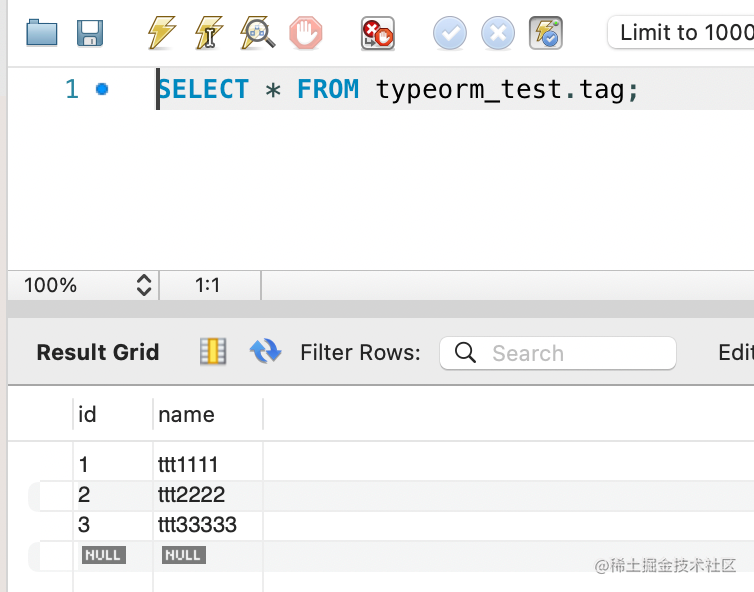 Limit to 1000
1 SELECT * FROM typeorm_test.tag;
100% 1:1
Result Grid Filter Rows: Search Edit
id name
1 ttt1111
2 ttt2222
3 ttt33333
NULL NULL
@稀土掘金技术社区